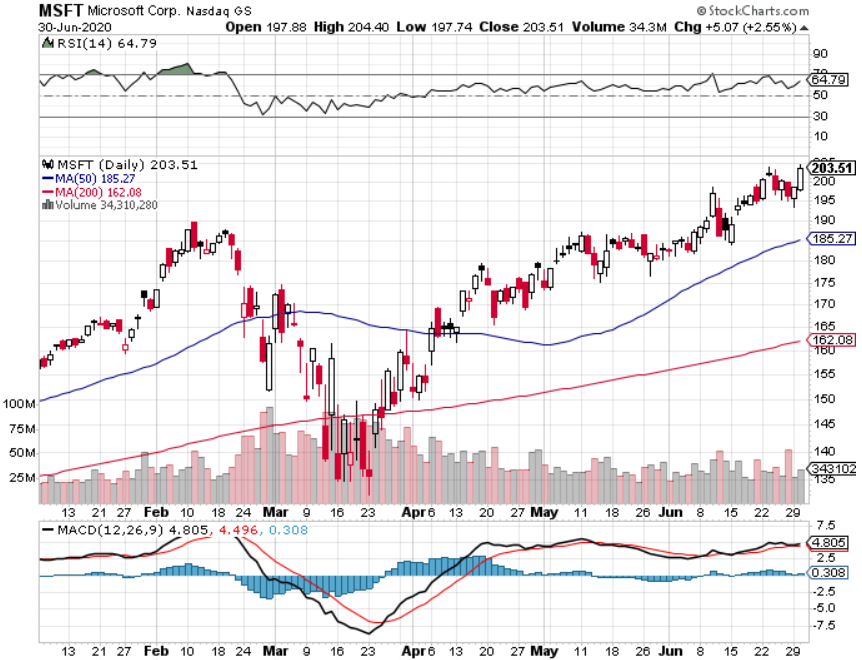 MSFT Microsoft Corp. Nasdaq GS © StockCharts.com
30-Jun-2020 Open 197.88 High 204.40 Low 197.74 Close 203.51 Volume 34.3M Chg +5.07 (+2.55%)
RSI(14) 64.79
90
70
64.79
50
30
10
MSFT (Daily) 203.51
MA(50) 185.27
MA(200) 162.08
Volume 34,310,280
205
203.51
200
195
190
185.27
180
175
170
165
162.08
160
155
150
145
140
135
100M
75M
50M
25M
343102
13 21 27 Feb 10 18 24 Mar 9 16 23 Apr 6 13 20 27 May 11 18 26 Jun 8 15 22 29
MACD(12,26,9) 4.805, 4.496, 0.308
7.5
4.805
2.5
0.308
-2.5
-5.0
-7.5
13 21 27 Feb 10 18 24 Mar 9 16 23 Apr 6 13 20 27 May 11 18 26 Jun 8 15 22 29